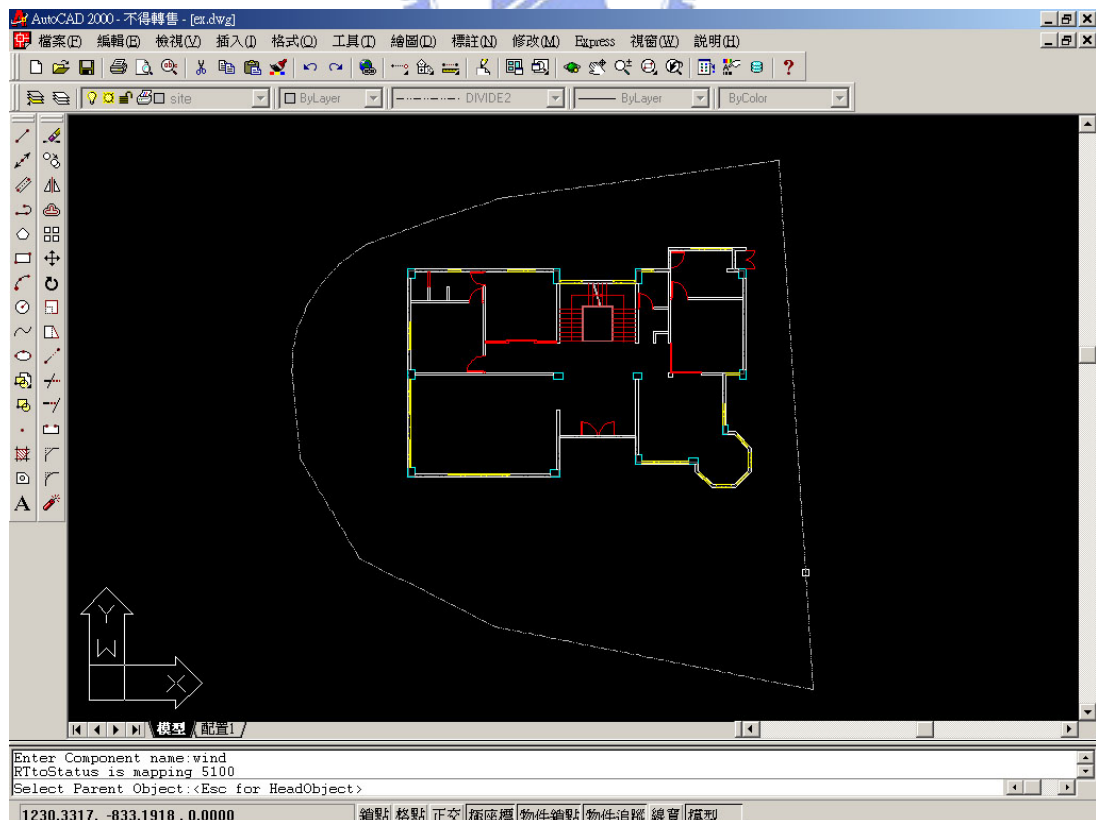 AutoCAD 2000 - 不得轉售 - [ex.dwg]
檔案(F) 編輯(E) 檢視(V) 插入(I) 格式(O) 工具(T) 繪圖(D) 標註(N) 修改(M) Express 視窗(W) 說明(H)
site ByLayer DIVIDE2 ByLayer ByColor
A
Y
W
X
模型 配置1
Enter Component name:wind
RTtoStatus is mapping 5100
Select Parent Object:<Esc for HeadObject>
1230.3317, -833.1918 , 0.0000 鎖點 格點 正交 極座標 物件鎖點 物件追蹤 線寬 模型